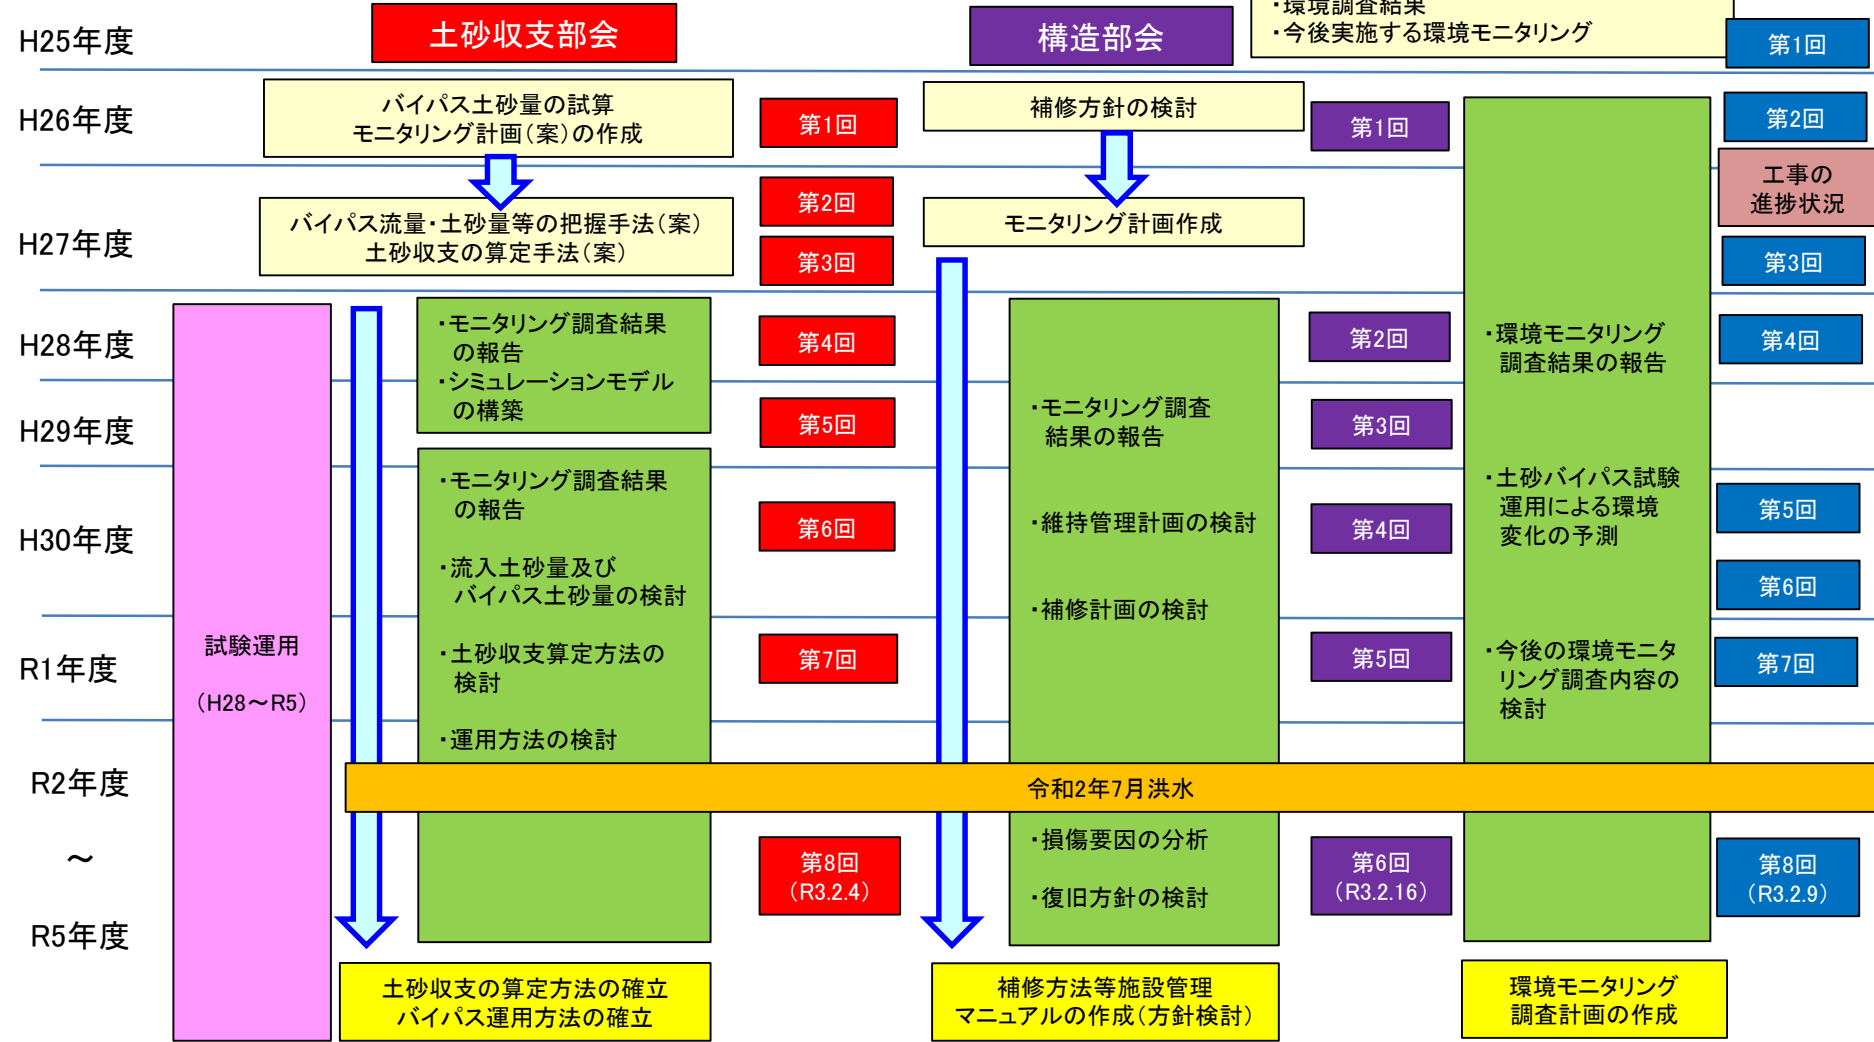 ・環境調査結果
・今後実施する環境モニタリング
H25年度
土砂収支部会
構造部会
第1回
H26年度
バイパス土砂量の試算
モニタリング計画(案)の作成
第1回
補修方針の検討
第1回
第2回
工事の
進捗状況
H27年度
バイパス流量・土砂量等の把握手法(案)
土砂収支の算定手法(案)
第2回
第3回
モニタリング計画作成
第3回
試験運用
(H28～R5)
H28年度
・モニタリング調査結果
の報告
・シミュレーションモデル
の構築
第4回
第2回
・環境モニタリング
調査結果の報告
第4回
H29年度
第5回
・モニタリング調査
結果の報告
第3回
H30年度
・モニタリング調査結果
の報告
・流入土砂量及び
バイパス土砂量の検討
・土砂収支算定方法の
検討
・運用方法の検討
第6回
・維持管理計画の検討
・補修計画の検討
第4回
・土砂バイパス試験
運用による環境
変化の予測
第5回
第6回
R1年度
第7回
第5回
・今後の環境モニタ
リング調査内容の
検討
第7回
R2年度
令和2年7月洪水
～
第8回
(R3.2.4)
・損傷要因の分析
・復旧方針の検討
第6回
(R3.2.16)
第8回
(R3.2.9)
R5年度
土砂収支の算定方法の確立
バイパス運用方法の確立
補修方法等施設管理
マニュアルの作成(方針検討)
環境モニタリング
調査計画の作成